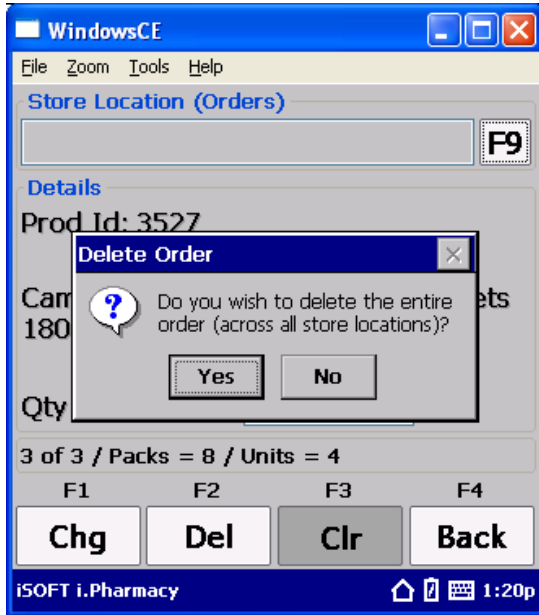 WindowsCE
File Zoom Tools Help
Store Location (Orders)
F9
Details
Prod Id: 3527
Delete Order
Do you wish to delete the entire
order (across all store locations)?
180
Yes No
Qty
3 of 3 / Packs = 8 / Units = 4
F1 F2 F3 F4
Chg Del Clr Back
iSOFT i.Pharmacy 1:20p